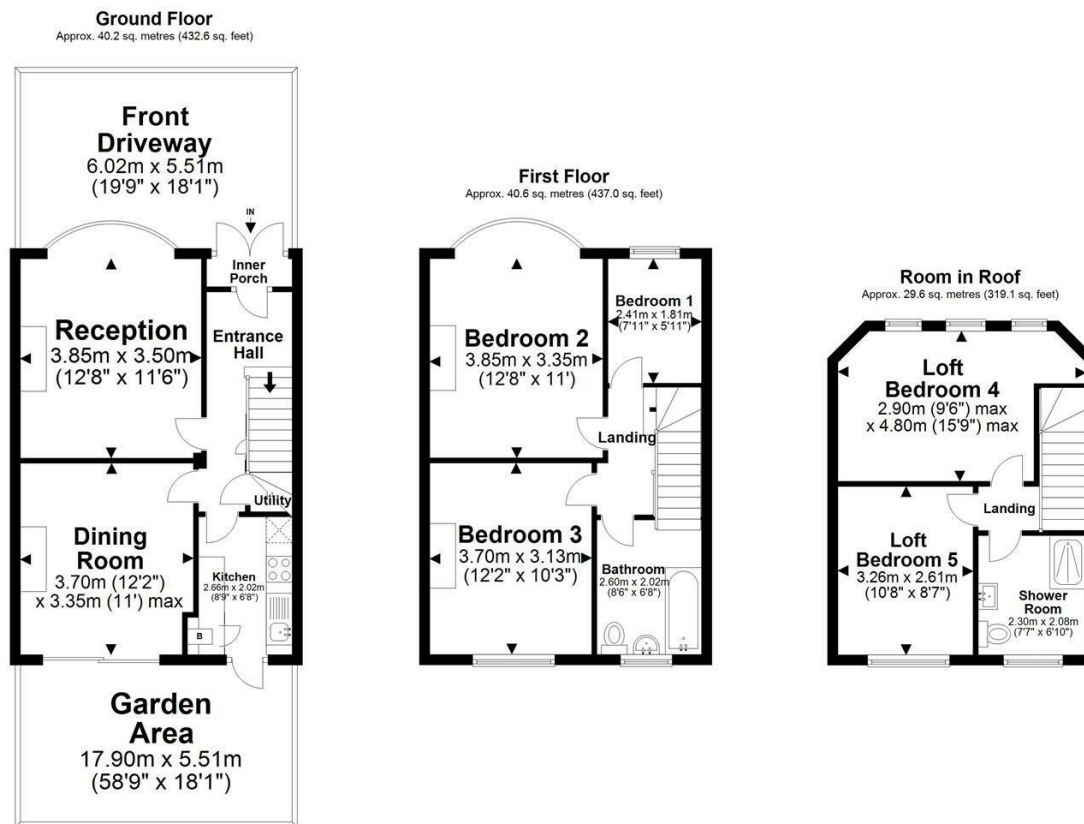 Ground Floor
Approx. 40.2 sq. metres (432.6 sq. feet)
Front
Driveway
6.02m x 5.51m
(19'9" x 18'1")
IN
Inner
Porch
Reception
3.85m x 3.50m
(12'8" x 11'6")
Entrance
Hall
Utility
Dining
Room
3.70m (12'2")
x 3.35m (11') max
Kitchen
2.66m x 2.02m
(8'9" x 6'8")
B
Garden
Area
17.90m x 5.51m
(58'9" x 18'1")
First Floor
Approx. 40.6 sq. metres (437.0 sq. feet)
Bedroom 2
3.85m x 3.35m
(12'8" x 11')
Bedroom 1
2.41m x 1.81m
(7'11" x 5'11")
Landing
Bedroom 3
3.70m x 3.13m
(12'2" x 10'3")
Bathroom
2.60m x 2.02m
(8'6" x 6'8")
Room in Roof
Approx. 29.6 sq. metres (319.1 sq. feet)
Loft
Bedroom 4
2.90m (9'6") max
x 4.80m (15'9") max
Landing
Loft
Bedroom 5
3.26m x 2.61m
(10'8" x 8'7")
Shower
Room
2.30m x 2.08m
(7'7" x 6'10")